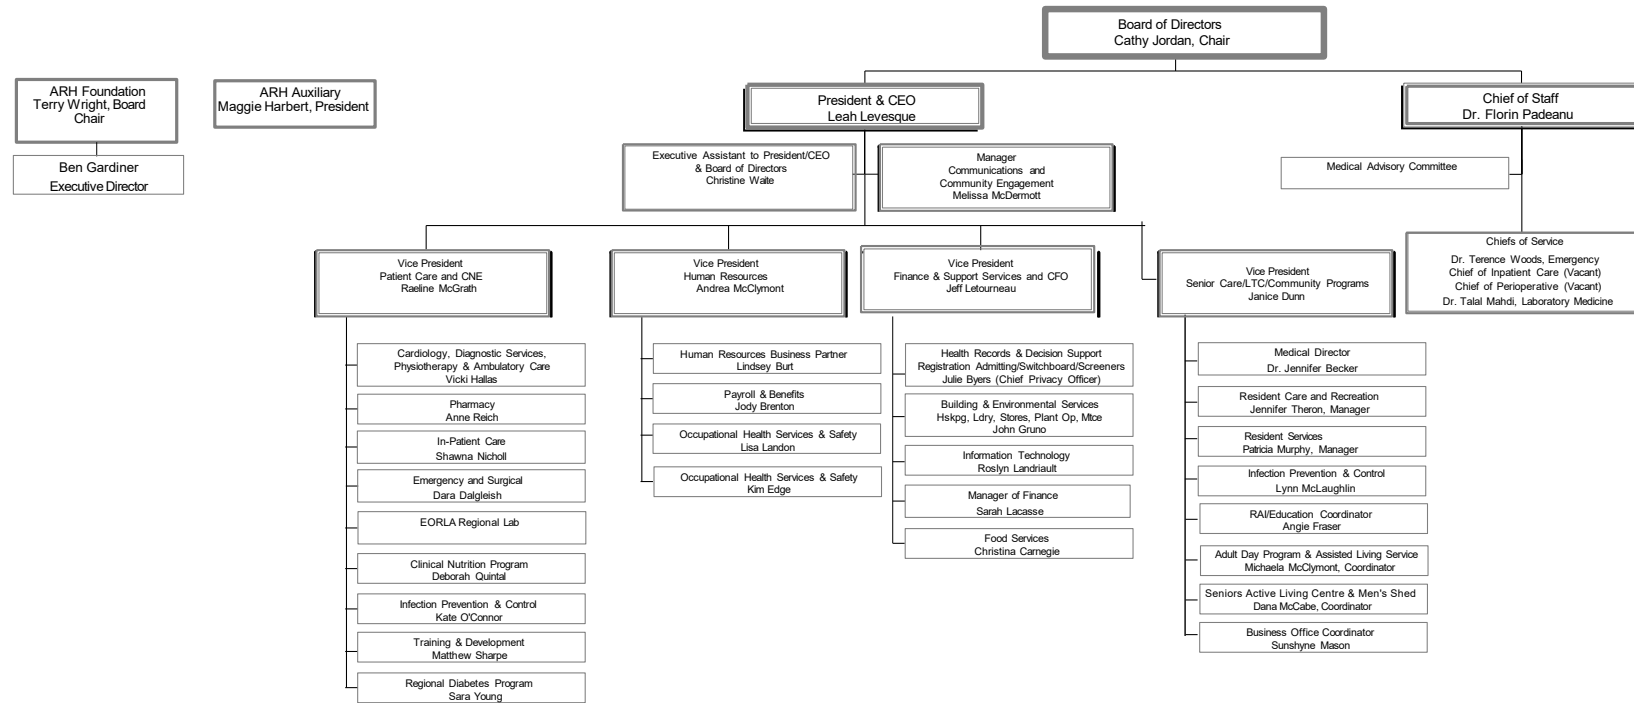 Board of Directors
Cathy Jordan, Chair
ARH Foundation
Terry Wright, Board
Chair
ARH Auxiliary
Maggie Harbert, President
President & CEO
Leah Levesque
Chief of Staff
Dr. Florin Padeanu
Ben Gardiner
Executive Director
Executive Assistant to President/CEO
& Board of Directors
Christine Waite
Manager
Communications and
Community Engagement
Melissa McDermott
Medical Advisory Committee
Chiefs of Service
Dr. Terence Woods, Emergency
Chief of Inpatient Care (Vacant)
Chief of Perioperative (Vacant)
Dr. Talal Mahdi, Laboratory Medicine
Vice President
Patient Care and CNE
Raeline McGrath
Vice President
Human Resources
Andrea McClymont
Vice President
Finance & Support Services and CFO
Jeff Letourneau
Vice President
Senior Care/LTC/Community Programs
Janice Dunn
Cardiology, Diagnostic Services,
Physiotherapy & Ambulatory Care
Vicki Hallas
Pharmacy
Anne Reich
In-Patient Care
Shawna Nicholl
Emergency and Surgical
Dara Dalgleish
EORLA Regional Lab
Clinical Nutrition Program
Deborah Quintal
Infection Prevention & Control
Kate O'Connor
Training & Development
Matthew Sharpe
Regional Diabetes Program
Sara Young
Human Resources Business Partner
Lindsey Burt
Payroll & Benefits
Jody Brenton
Occupational Health Services & Safety
Lisa Landon
Occupational Health Services & Safety
Kim Edge
Health Records & Decision Support
Registration Admitting/Switchboard/Screeners
Julie Byers (Chief Privacy Officer)
Building & Environmental Services
Hskpg, Ldry, Stores, Plant Op, Mtce
John Gruno
Information Technology
Roslyn Landriault
Manager of Finance
Sarah Lacasse
Food Services
Christina Carnegie
Medical Director
Dr. Jennifer Becker
Resident Care and Recreation
Jennifer Theron, Manager
Resident Services
Patricia Murphy, Manager
Infection Prevention & Control
Lynn McLaughlin
RAI/Education Coordinator
Angie Fraser
Adult Day Program & Assisted Living Service
Michaela McClymont, Coordinator
Seniors Active Living Centre & Men's Shed
Dana McCabe, Coordinator
Business Office Coordinator
Sunshyne Mason